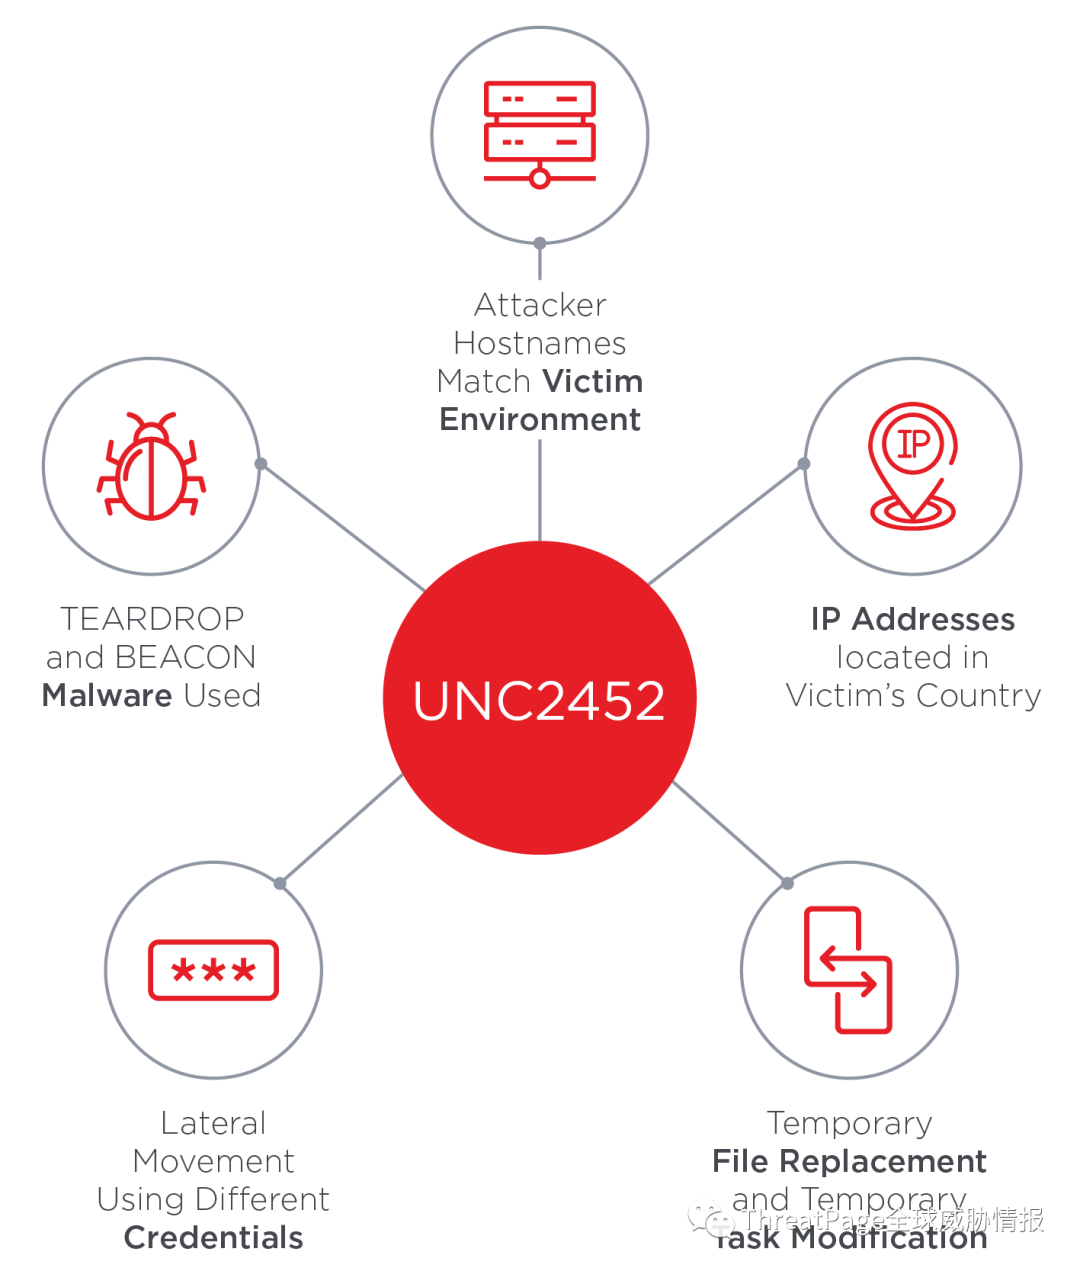 Attacker
Hostnames
Match Victim
Environment
IP
TEARDROP
and BEACON
Malware Used
IP Addresses
located in
Victim's Country
UNC2452
***
Lateral
Movement
Using Different
Credentials
Temporary
File Replacement
and Temporary
Task Modification
ThreatPage全球威胁情报